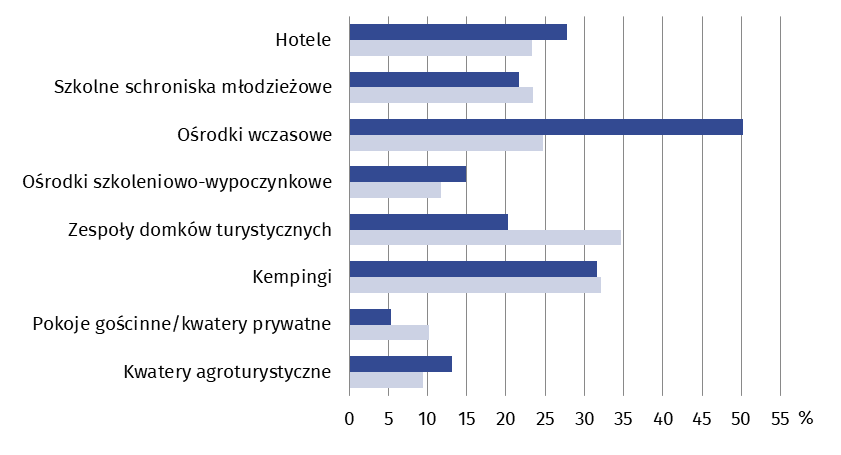 Hotele
Szkolne schroniska młodzieżowe
Ośrodki wczasowe
Ośrodki szkoleniowo-wypoczynkowe
Zespoły domków turystycznych
Kempingi
Pokoje gościnne/kwatery prywatne
Kwatery agroturystyczne
0 5 10 15 20 25 30 35 40 45 50 55 %